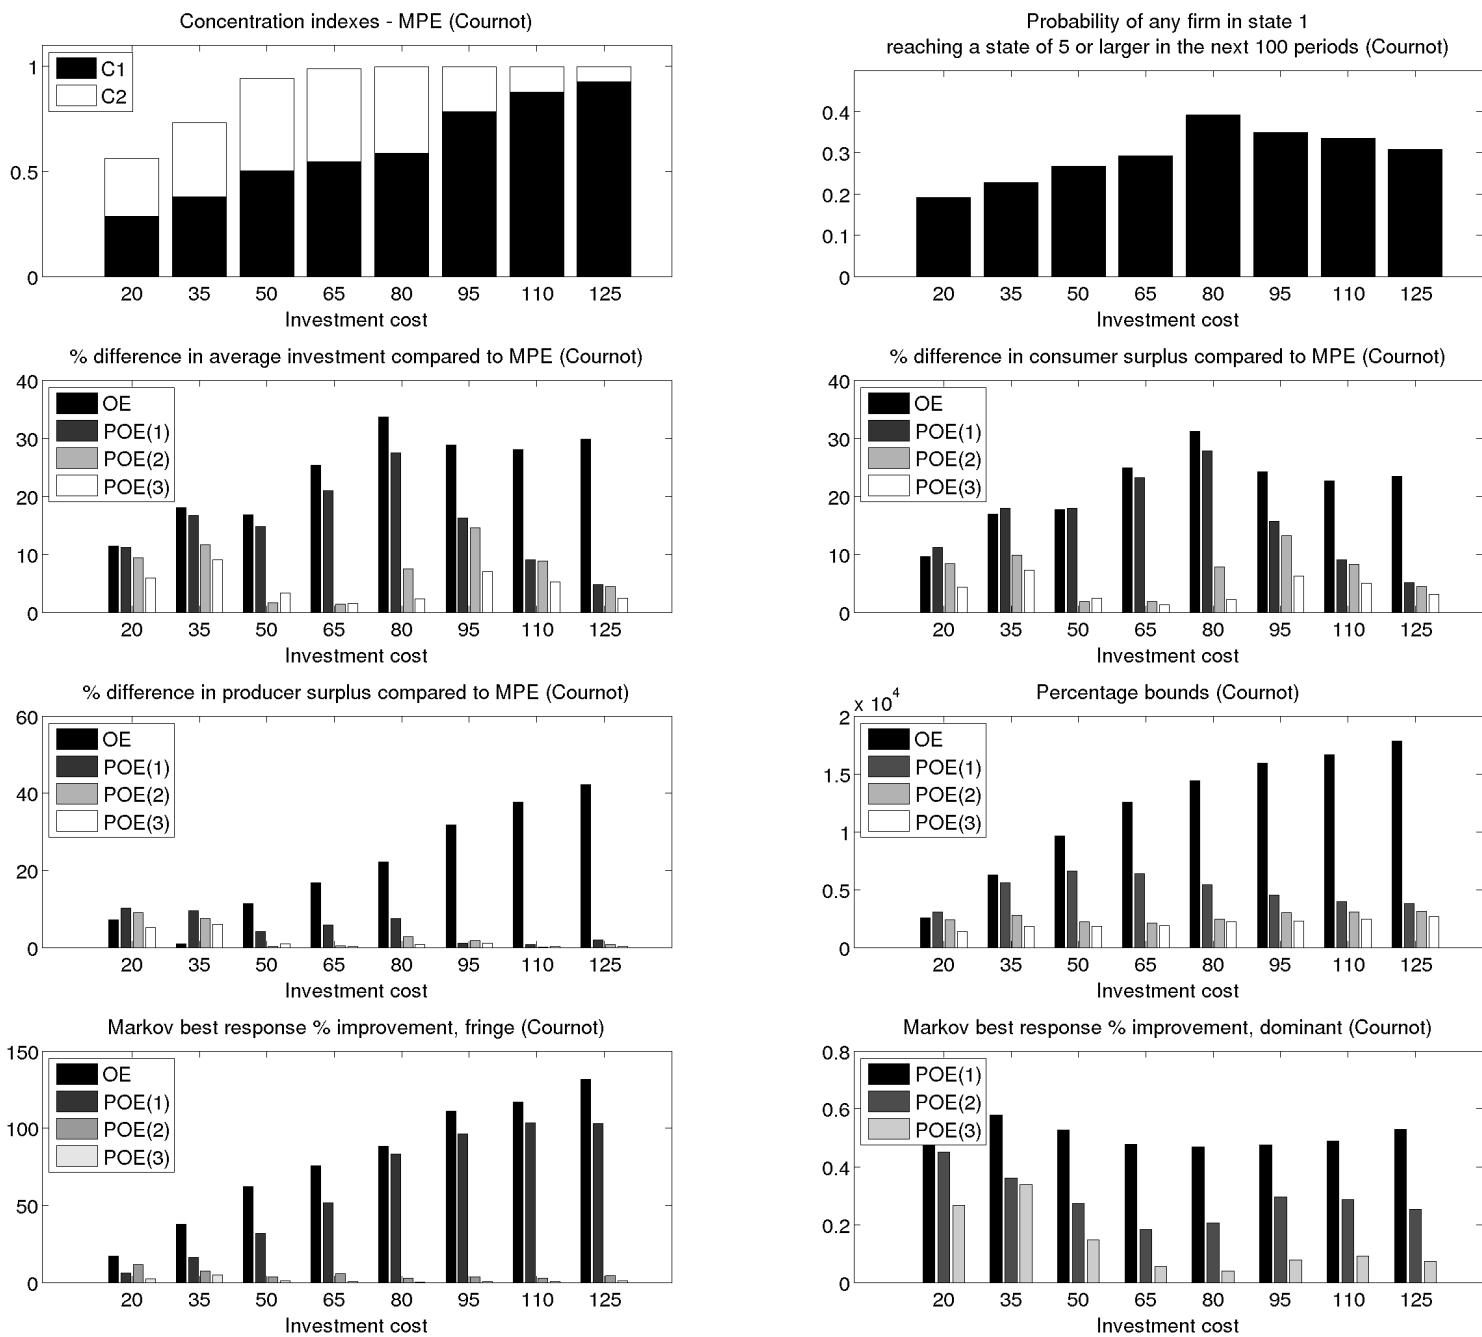 Concentration indexes - MPE (Cournot)
1
0.5
0
C1
C2
20 35 50 65 80 95 110 125
Investment cost
Probability of any firm in state 1
reaching a state of 5 or larger in the next 100 periods (Cournot)
0.4
0.3
0.2
0.1
0
20 35 50 65 80 95 110 125
Investment cost
% difference in average investment compared to MPE (Cournot)
40
30
20
10
0
OE
POE(1)
POE(2)
POE(3)
20 35 50 65 80 95 110 125
Investment cost
% difference in consumer surplus compared to MPE (Cournot)
40
30
20
10
0
OE
POE(1)
POE(2)
POE(3)
20 35 50 65 80 95 110 125
Investment cost
% difference in producer surplus compared to MPE (Cournot)
60
40
20
0
OE
POE(1)
POE(2)
POE(3)
20 35 50 65 80 95 110 125
Investment cost
Percentage bounds (Cournot)
x 10^4
2
1.5
1
0.5
0
OE
POE(1)
POE(2)
POE(3)
20 35 50 65 80 95 110 125
Investment cost
Markov best response % improvement, fringe (Cournot)
150
100
50
0
OE
POE(1)
POE(2)
POE(3)
20 35 50 65 80 95 110 125
Investment cost
Markov best response % improvement, dominant (Cournot)
0.8
0.6
0.4
0.2
0
POE(1)
POE(2)
POE(3)
20 35 50 65 80 95 110 125
Investment cost